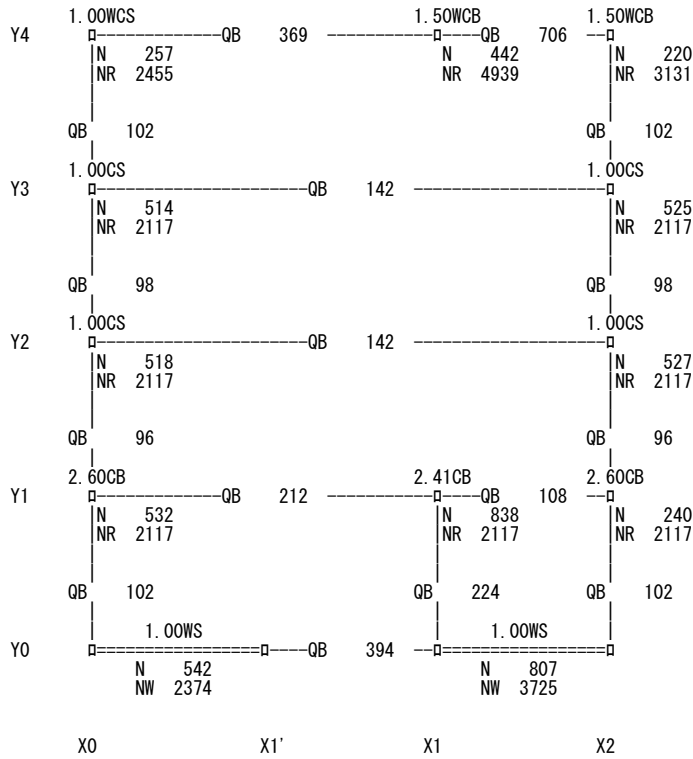 1.00WCS 1.50WCB 1.50WCB
Y4 QB 369 QB 706
N 257 N 442 N 220
NR 2455 NR 4939 NR 3131
QB 102 QB 102
1.00CS 1.00CS
Y3 QB 142
N 514 N 525
NR 2117 NR 2117
QB 98 QB 98
1.00CS 1.00CS
Y2 QB 142
N 518 N 527
NR 2117 NR 2117
QB 96 QB 96
2.60CB 2.41CB 2.60CB
Y1 QB 212 QB 108
N 532 N 838 N 240
NR 2117 NR 2117 NR 2117
QB 102 QB 224 QB 102
1.00WS 1.00WS
Y0 QB 394
N 542 N 807
NW 2374 NW 3725
X0 X1' X1 X2